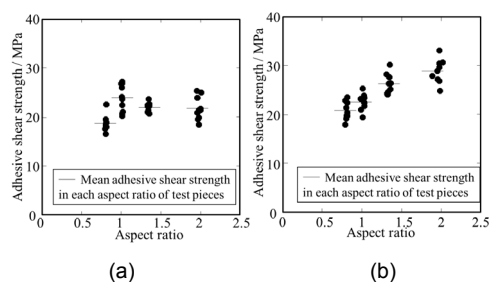 Adhesive shear strength / MPa
40
30
20
10
0
— Mean adhesive shear strength
in each aspect ratio of test pieces
0 0.5 1 1.5 2 2.5
Aspect ratio
(a)
Adhesive shear strength / MPa
40
30
20
10
0
— Mean adhesive shear strength
in each aspect ratio of test pieces
0 0.5 1 1.5 2 2.5
Aspect ratio
(b)